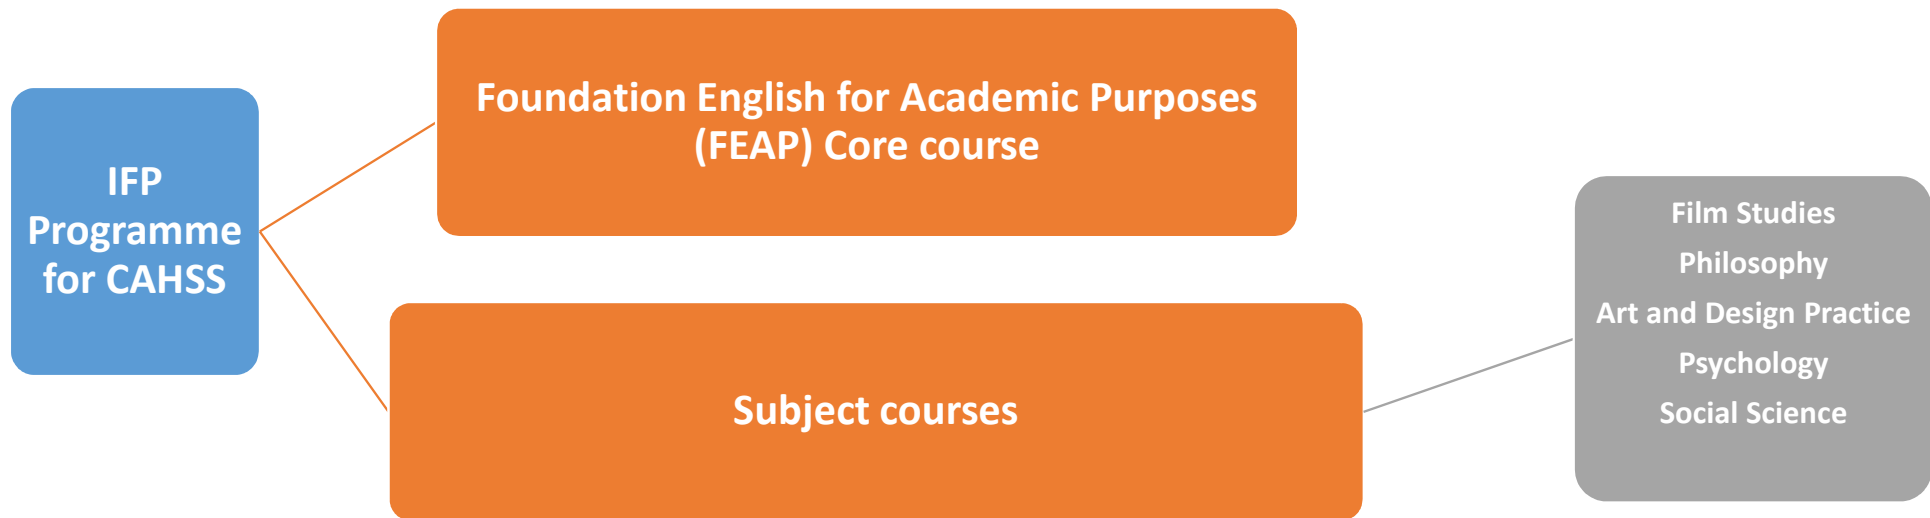 IFP
Programme
for CAHSS
Foundation English for Academic Purposes
(FEAP) Core course
Subject courses
Film Studies
Philosophy
Art and Design Practice
Psychology
Social Science